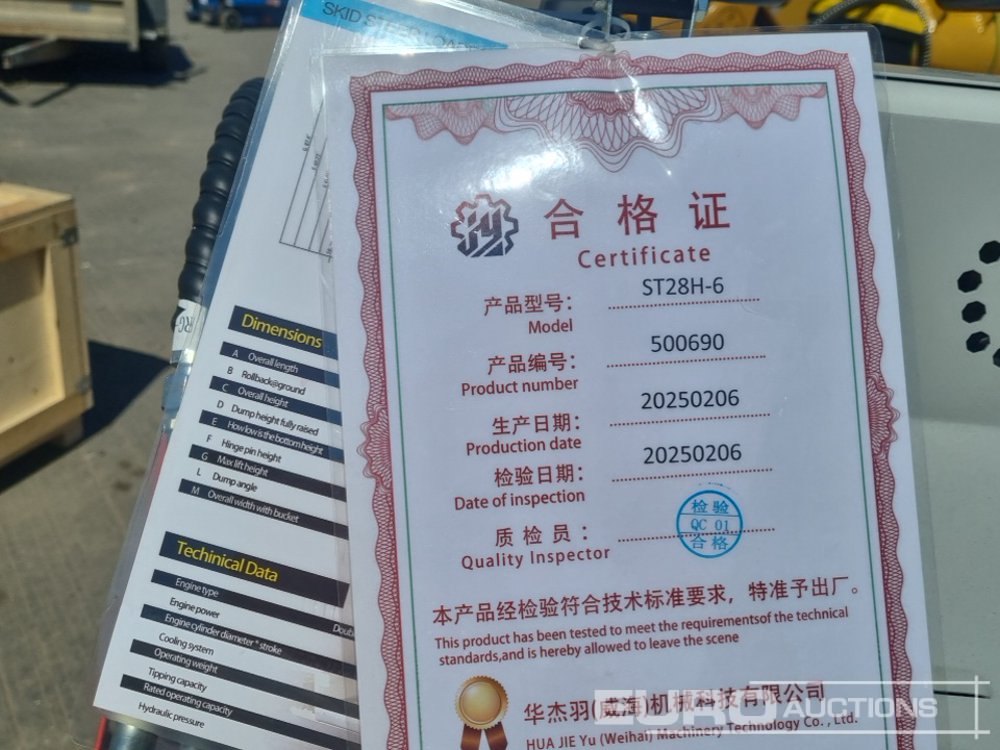 SKID STEER LOADER
合格证
Certificate
产品型号： ST28H-6
Model
产品编号： 500690
Product number
生产日期： 20250206
Production date
检验日期： 20250206
Date of inspection
质检员：
Quality Inspector
检验
QC 01
合格
本产品经检验符合技术标准要求，特准予出厂。
This product has been tested to meet the requirementsof the technical
standards,and is hereby allowed to leave the scene
华杰羽(威海)机械科技有限公司
HUA JIE Yu (Weihai) Machinery Technology Co. , Ltd.
Dimensions
A Overall length
B Rollback@ground
C Overall height
D Dump height fully raised
E How low is the bottom height
F Hinge pin height
G Max lift height
L Dump angle
M Overall width with bucket
Techinical Data
Engine type
Engine power
Engine cylinder diameter * stroke
Cooling system
Operating weight
Tipping capacity
Rated operating capacity
Hydraulic pressure
EURO AUCTIONS